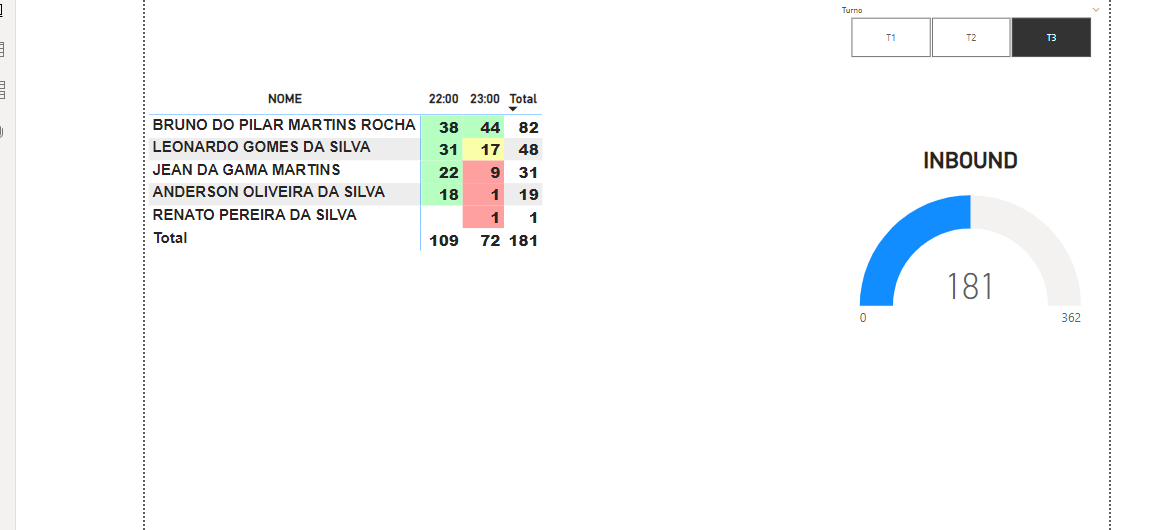 Turno
T1 T2 T3
NOME 22:00 23:00 Total
BRUNO DO PILAR MARTINS ROCHA 38 44 82
LEONARDO GOMES DA SILVA 31 17 48
JEAN DA GAMA MARTINS 22 9 31
ANDERSON OLIVEIRA DA SILVA 18 1 19
RENATO PEREIRA DA SILVA 1 1
Total 109 72 181
INBOUND
181
0 362